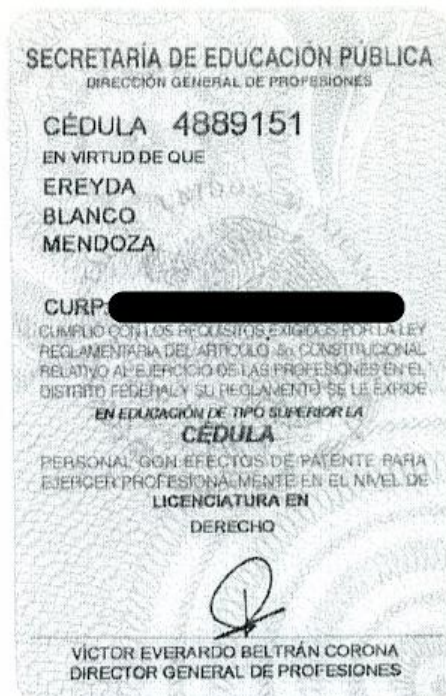 SECRETARÍA DE EDUCACIÓN PÚBLICA
DIRECCIÓN GENERAL DE PROFESIONES
CÉDULA 4889151
EN VIRTUD DE QUE
EREYDA
BLANCO
MENDOZA
CURP:
CUMPLIO CON LOS REQUISITOS EXIGIDOS POR LA LEY
REGLAMENTARIA DEL ARTÍCULO 5o. CONSTITUCIONAL
RELATIVO AL EJERCICIO DE LAS PROFESIONES EN EL
DISTRITO FEDERAL Y SU REGLAMENTO SE LE EXPIDE
EN EDUCACIÓN DE TIPO SUPERIOR LA
CÉDULA
PERSONAL CON EFECTOS DE PATENTE PARA
EJERCER PROFESIONALMENTE EN EL NIVEL DE
LICENCIATURA EN
DERECHO
VÍCTOR EVERARDO BELTRÁN CORONA
DIRECTOR GENERAL DE PROFESIONES